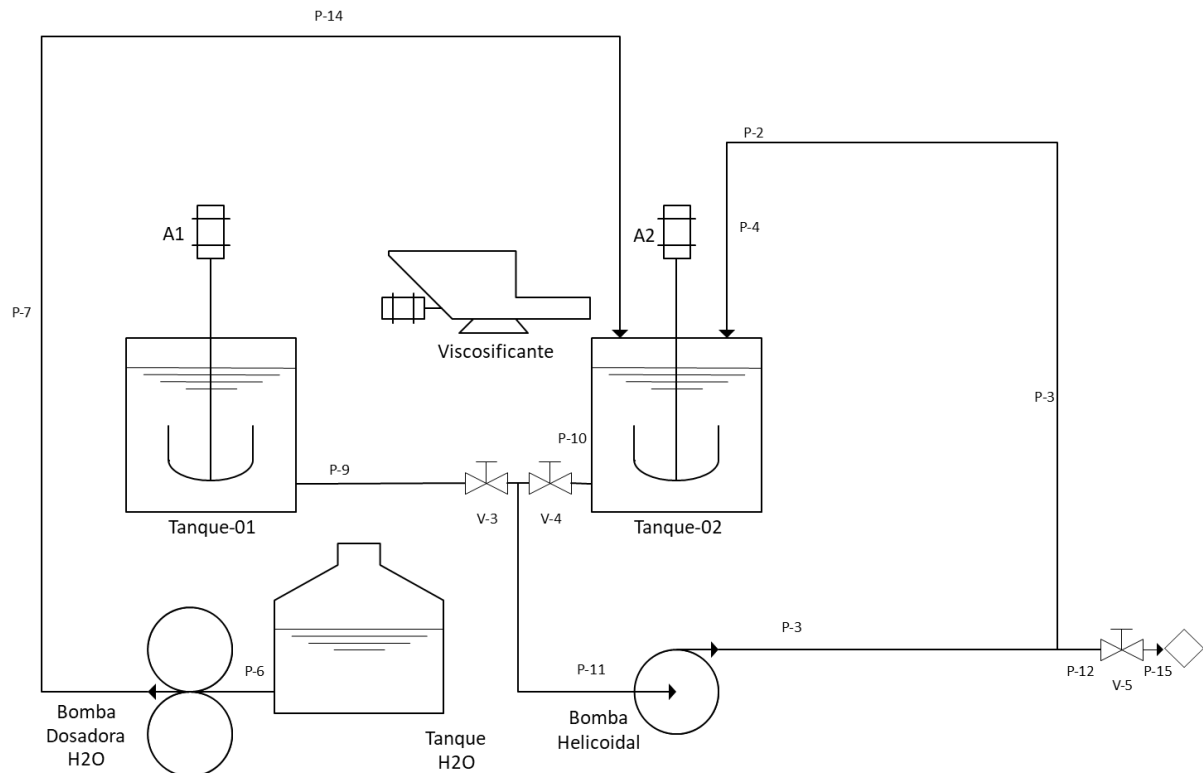 P-14
P-2
A1
A2
P-4
P-7
Viscosificante
P-3
P-10
P-9
V-3
V-4
Tanque-01
Tanque-02
P-3
P-6
P-11
P-12
P-15
V-5
Bomba
Dosadora
H2O
Tanque
H2O
Bomba
Helicoidal